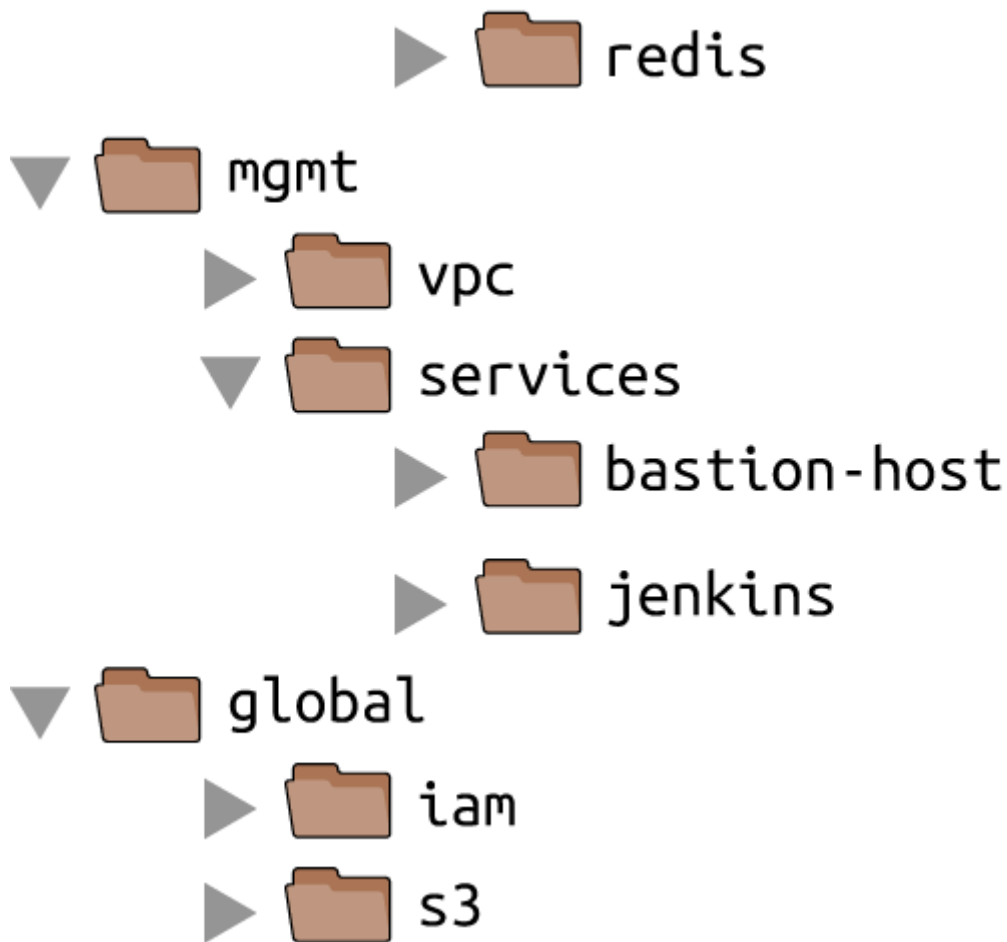 redis
mgmt
vpc
services
bastion-host
jenkins
global
iam
s3